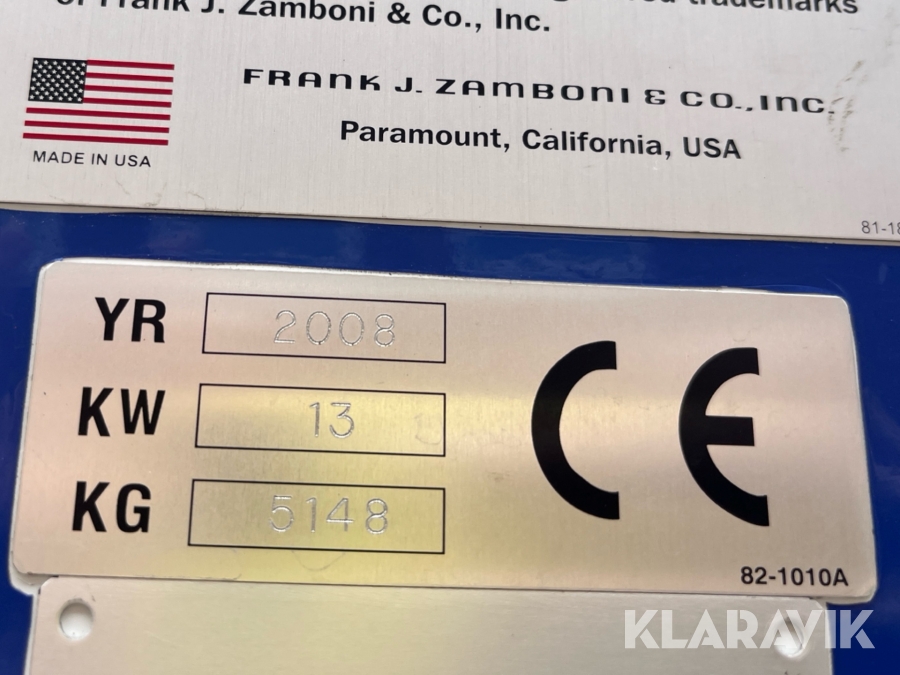 Frank J. Zamboni & Co., Inc.
trademarks
FRANK J. ZAMBONI & CO., INC.
Paramount, California, USA
MADE IN USA
81-18
YR 2008
KW 13
KG 5148
CE
82-1010A
KLARAVIK